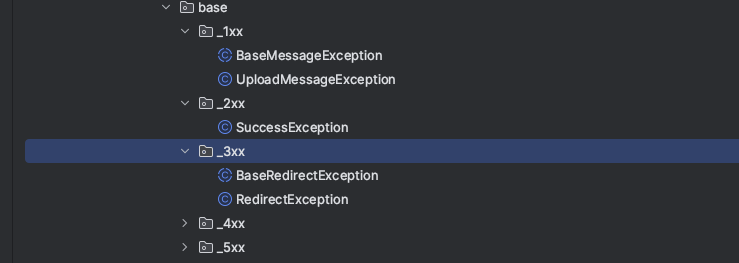 base
_1xx
BaseMessageException
UploadMessageException
_2xx
SuccessException
_3xx
BaseRedirectException
RedirectException
_4xx
_5xx